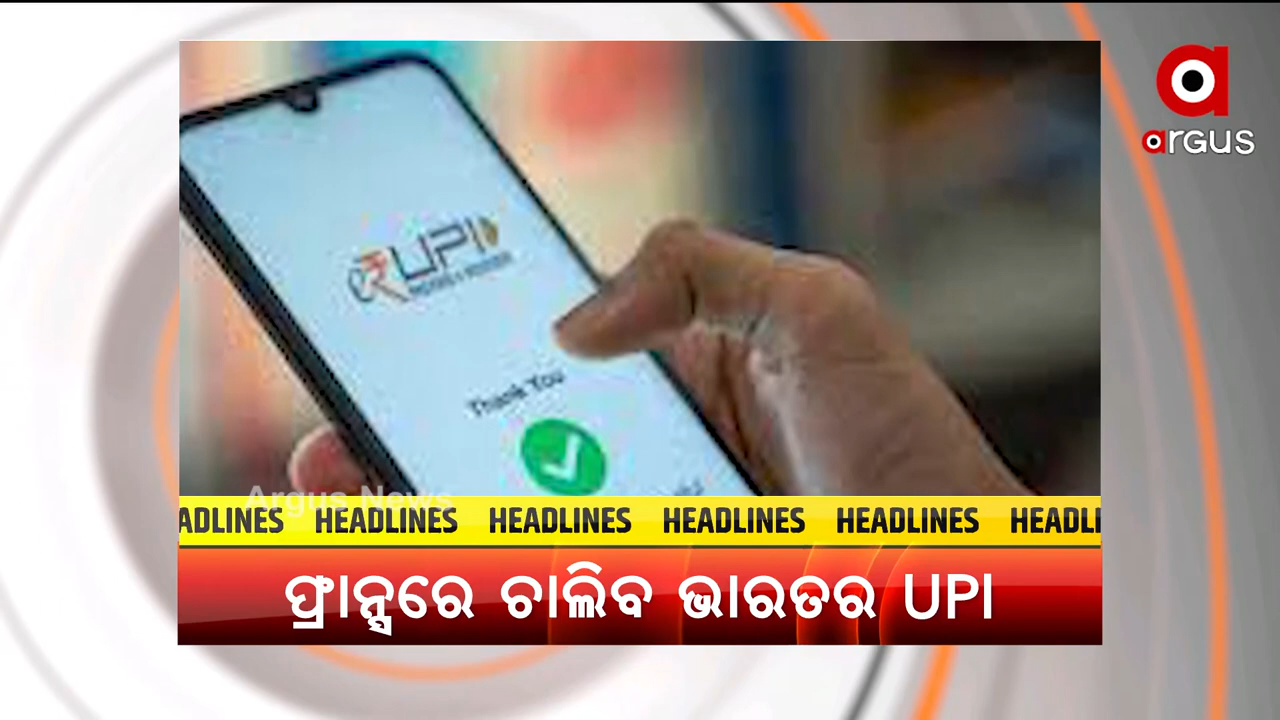 argus
UPI
Thank You
Argus News
ADLINES HEADLINES HEADLINES HEADLINES HEADLINES HEADLI
ଫ୍ରାନ୍ସରେ ଚାଲିବ ଭାରତର UPI